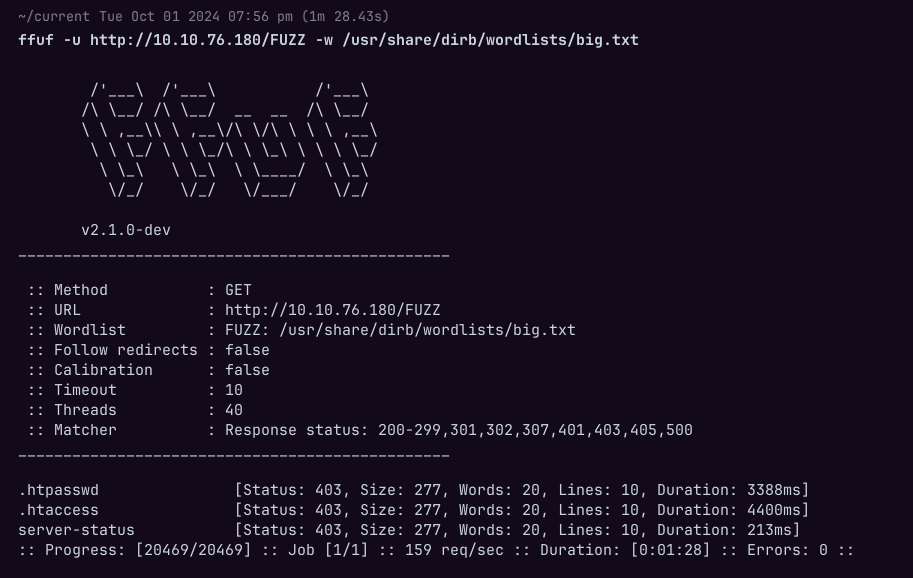 ~/current Tue Oct 01 2024 07:56 pm (1m 28.43s)
ffuf -u http://10.10.76.180/FUZZ -w /usr/share/dirb/wordlists/big.txt
        /'___\  /'___\           /'___\
       /\ \__/ /\ \__/  __  __  /\ \__/
       \ \ ,__\\ \ ,__\/\ \/\ \ \ \ ,__\
        \ \ \_/ \ \ \_/\ \ \_\ \ \ \ \_/
         \ \_\   \ \_\  \ \____/  \ \_\
          \/_/    \/_/   \/___/    \/_/
       v2.1.0-dev
________________________________________________
 :: Method           : GET
 :: URL              : http://10.10.76.180/FUZZ
 :: Wordlist         : FUZZ: /usr/share/dirb/wordlists/big.txt
 :: Follow redirects : false
 :: Calibration      : false
 :: Timeout          : 10
 :: Threads          : 40
 :: Matcher          : Response status: 200-299,301,302,307,401,403,405,500
________________________________________________
.htpasswd               [Status: 403, Size: 277, Words: 20, Lines: 10, Duration: 3388ms]
.htaccess               [Status: 403, Size: 277, Words: 20, Lines: 10, Duration: 4400ms]
server-status           [Status: 403, Size: 277, Words: 20, Lines: 10, Duration: 213ms]
:: Progress: [20469/20469] :: Job [1/1] :: 159 req/sec :: Duration: [0:01:28] :: Errors: 0 ::